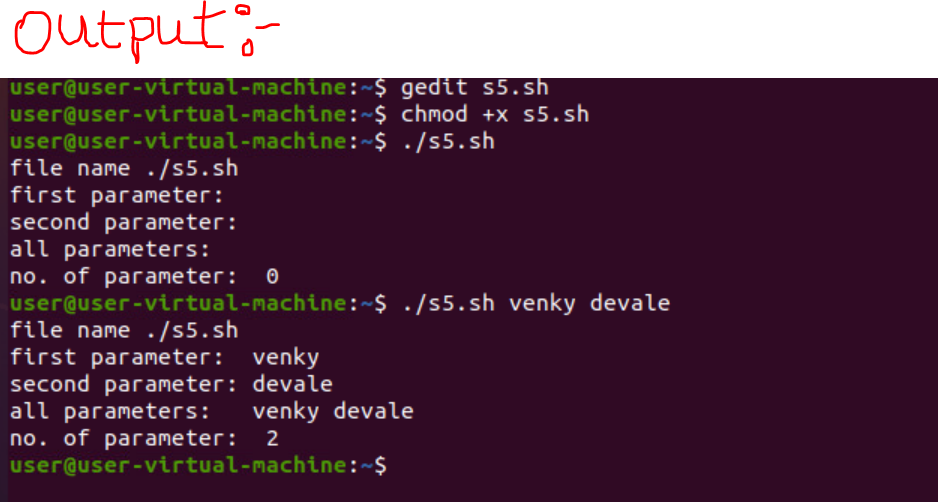 Output:-
user@user-virtual-machine:~$ gedit s5.sh
user@user-virtual-machine:~$ chmod +x s5.sh
user@user-virtual-machine:~$ ./s5.sh
file name ./s5.sh
first parameter:
second parameter:
all parameters:
no. of parameter:  0
user@user-virtual-machine:~$ ./s5.sh venky devale
file name ./s5.sh
first parameter:  venky
second parameter: devale
all parameters:   venky devale
no. of parameter:  2
user@user-virtual-machine:~$